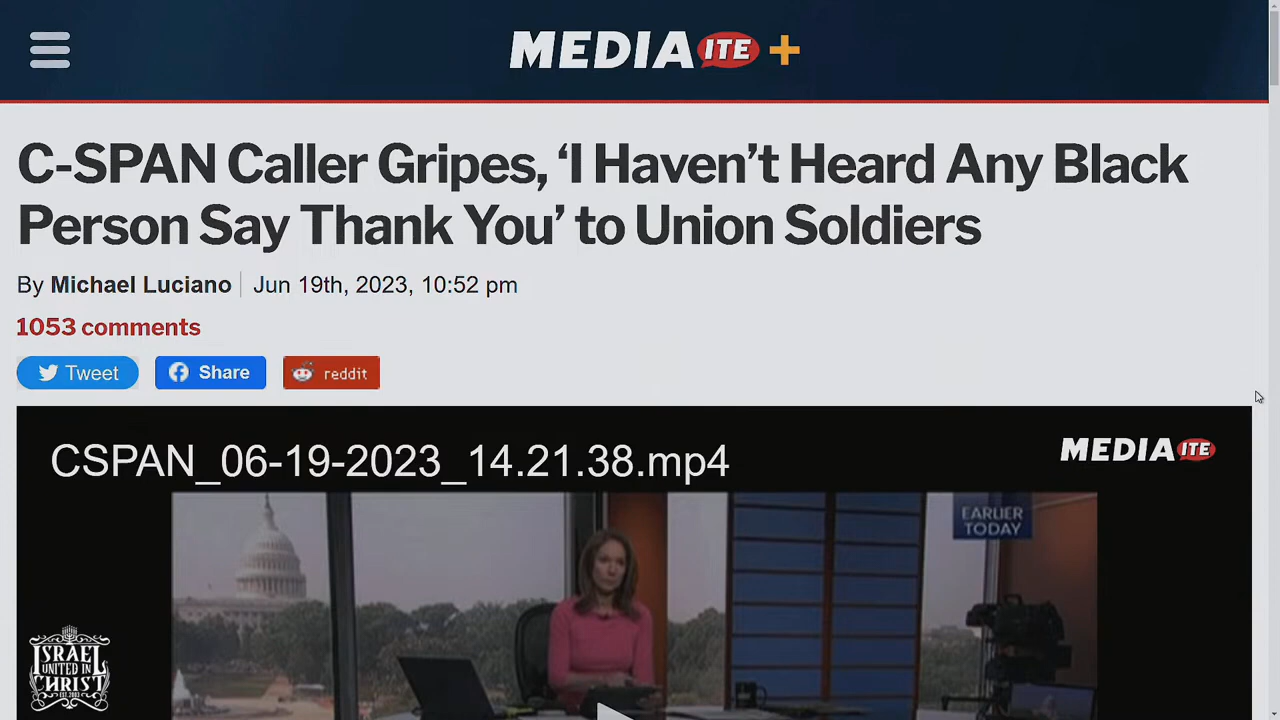 MEDIAITE +
C-SPAN Caller Gripes, ‘I Haven’t Heard Any Black
Person Say Thank You’ to Union Soldiers
By Michael Luciano | Jun 19th, 2023, 10:52 pm
1053 comments
Tweet Share reddit
CSPAN_06-19-2023_14.21.38.mp4
MEDIAITE
EARLIER
TODAY
ISRAEL
UNITED IN
CHRIST
EST. 2003